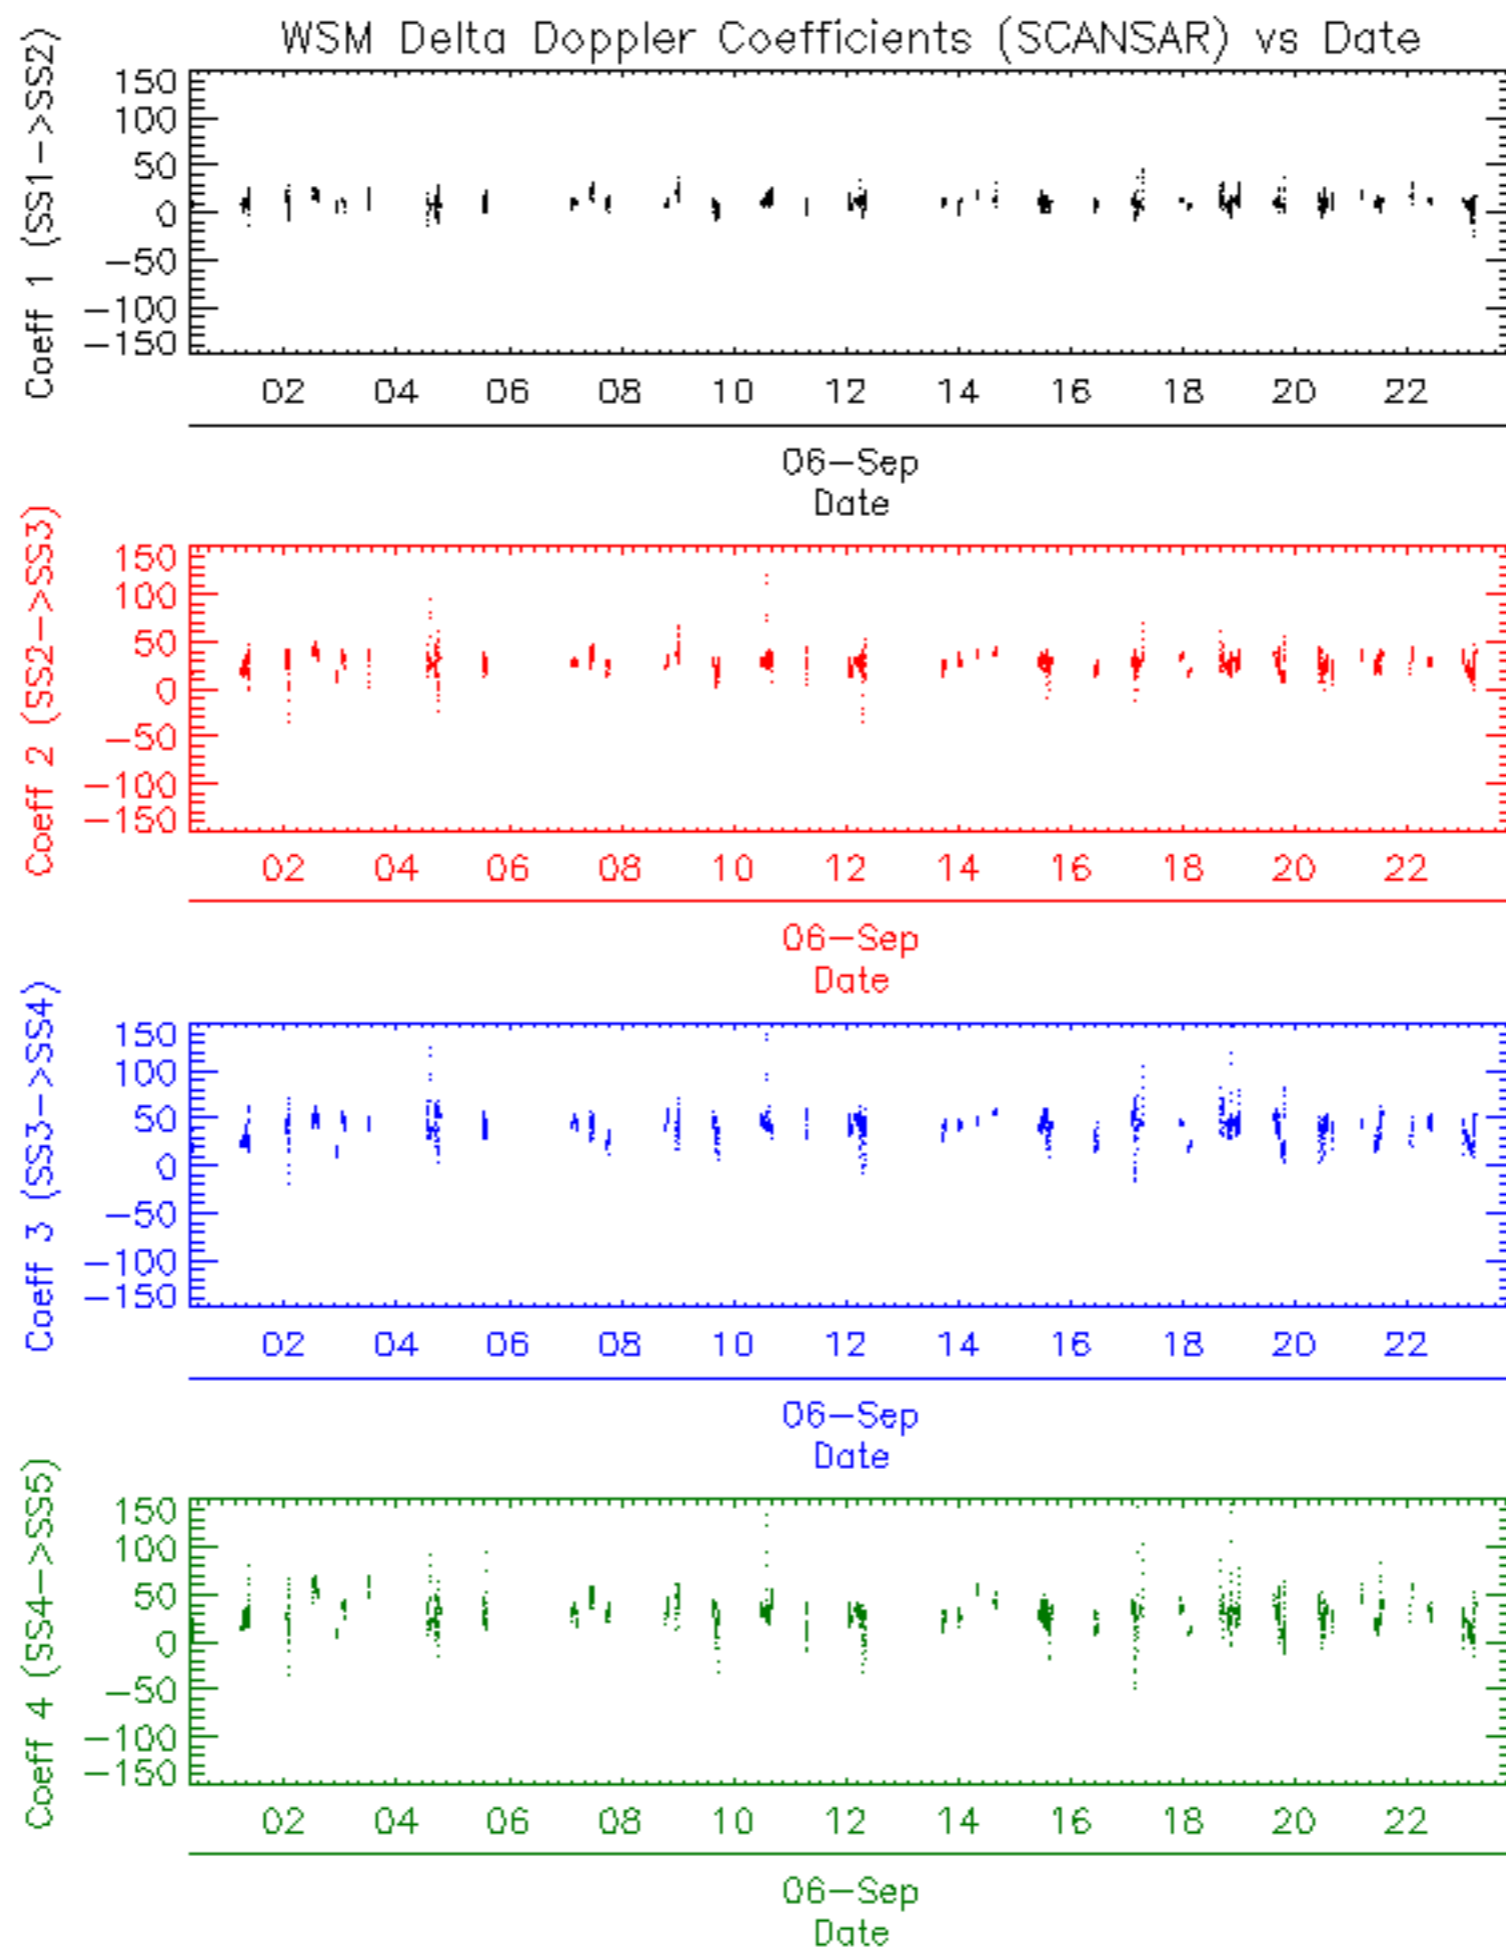 WSM Delta Doppler Coefficients (SCANSAR) vs Date
Coeff 1 (SS1->SS2)
150
100
50
0
-50
-100
-150
02 04 06 08 10 12 14 16 18 20 22
06-Sep
Date
Coeff 2 (SS2->SS3)
150
100
50
0
-50
-100
-150
02 04 06 08 10 12 14 16 18 20 22
06-Sep
Date
Coeff 3 (SS3->SS4)
150
100
50
0
-50
-100
-150
02 04 06 08 10 12 14 16 18 20 22
06-Sep
Date
Coeff 4 (SS4->SS5)
150
100
50
0
-50
-100
-150
02 04 06 08 10 12 14 16 18 20 22
06-Sep
Date